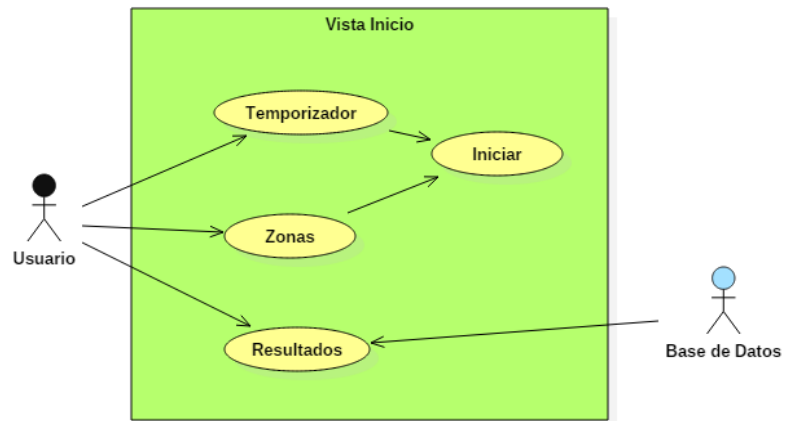 Vista Inicio
Temporizador
Iniciar
Zonas
Usuario
Resultados
Base de Datos